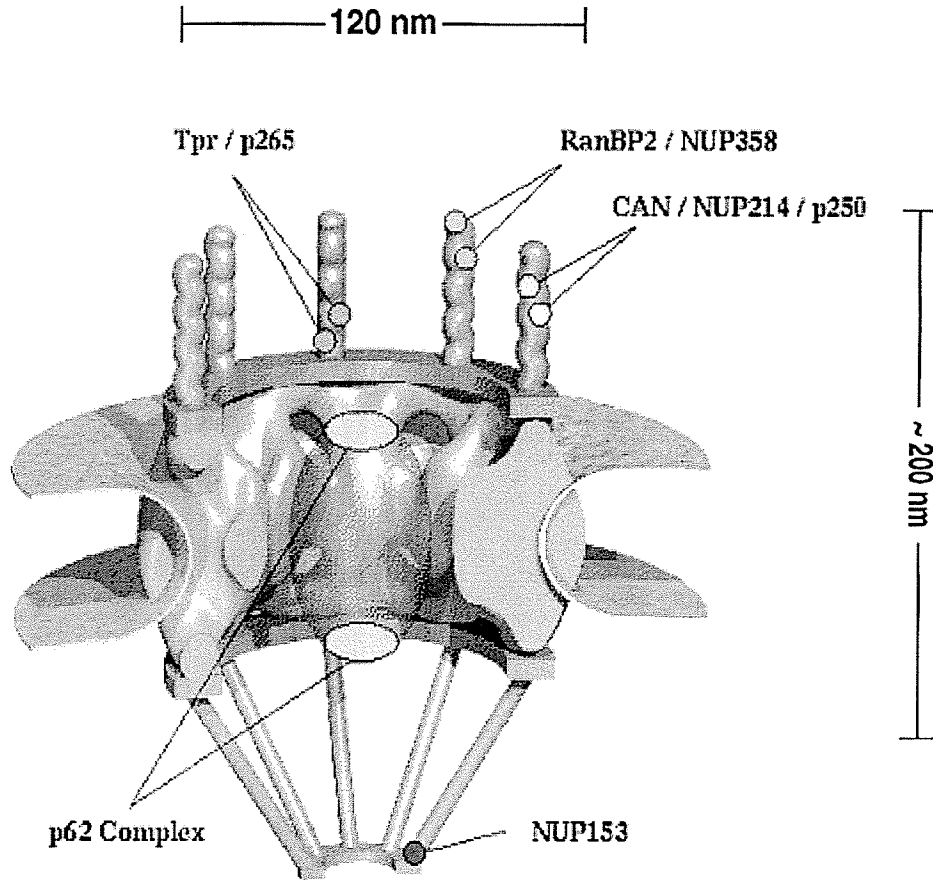 120 nm
Tpr / p265
RanBP2 / NUP358
CAN / NUP214 / p250
~ 200 nm
p62 Complex
NUP153